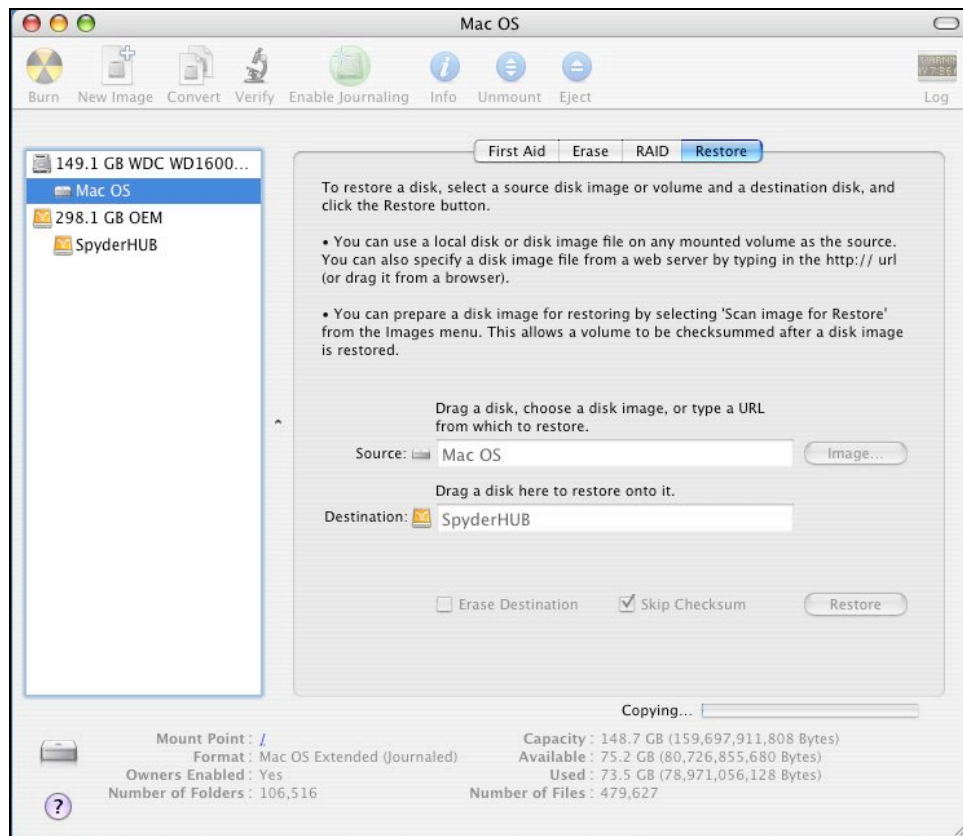 Mac OS
Burn New Image Convert Verify Enable Journaling Info Unmount Eject Log
149.1 GB WDC WD1600...
Mac OS
298.1 GB OEM
SpyderHUB
First Aid Erase RAID Restore
To restore a disk, select a source disk image or volume and a destination disk, and
click the Restore button.
• You can use a local disk or disk image file on any mounted volume as the source.
You can also specify a disk image file from a web server by typing in the http:// url
(or drag it from a browser).
• You can prepare a disk image for restoring by selecting 'Scan image for Restore'
from the Images menu. This allows a volume to be checksummed after a disk image
is restored.
Drag a disk, choose a disk image, or type a URL
from which to restore.
Source: Mac OS Image...
Drag a disk here to restore onto it.
Destination: SpyderHUB
Erase Destination Skip Checksum Restore
Copying...
Mount Point : / Capacity : 148.7 GB (159,697,911,808 Bytes)
Format : Mac OS Extended (Journaled) Available : 75.2 GB (80,726,855,680 Bytes)
Owners Enabled : Yes Used : 73.5 GB (78,971,056,128 Bytes)
Number of Folders : 106,516 Number of Files : 479,627
?